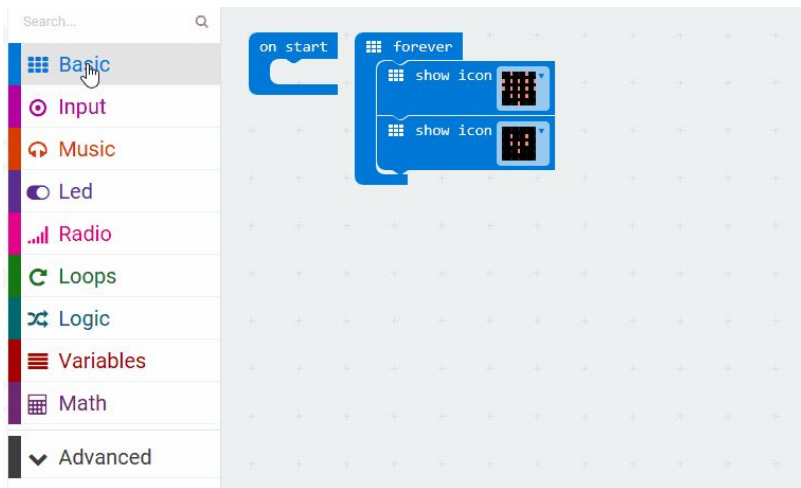 Search...
Basic
Input
Music
Led
Radio
Loops
Logic
Variables
Math
Advanced
on start
forever
show icon
show icon